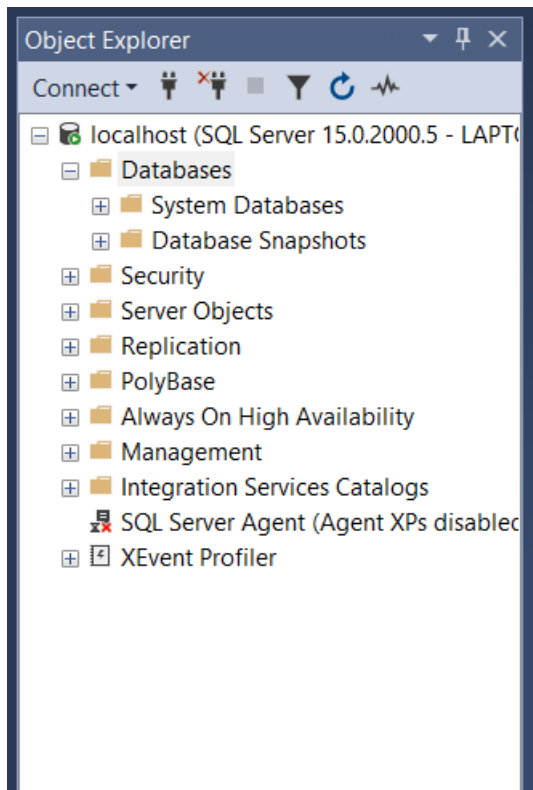 Object Explorer
Connect
localhost (SQL Server 15.0.2000.5 - LAPT
Databases
System Databases
Database Snapshots
Security
Server Objects
Replication
PolyBase
Always On High Availability
Management
Integration Services Catalogs
SQL Server Agent (Agent XPs disabled
XEvent Profiler